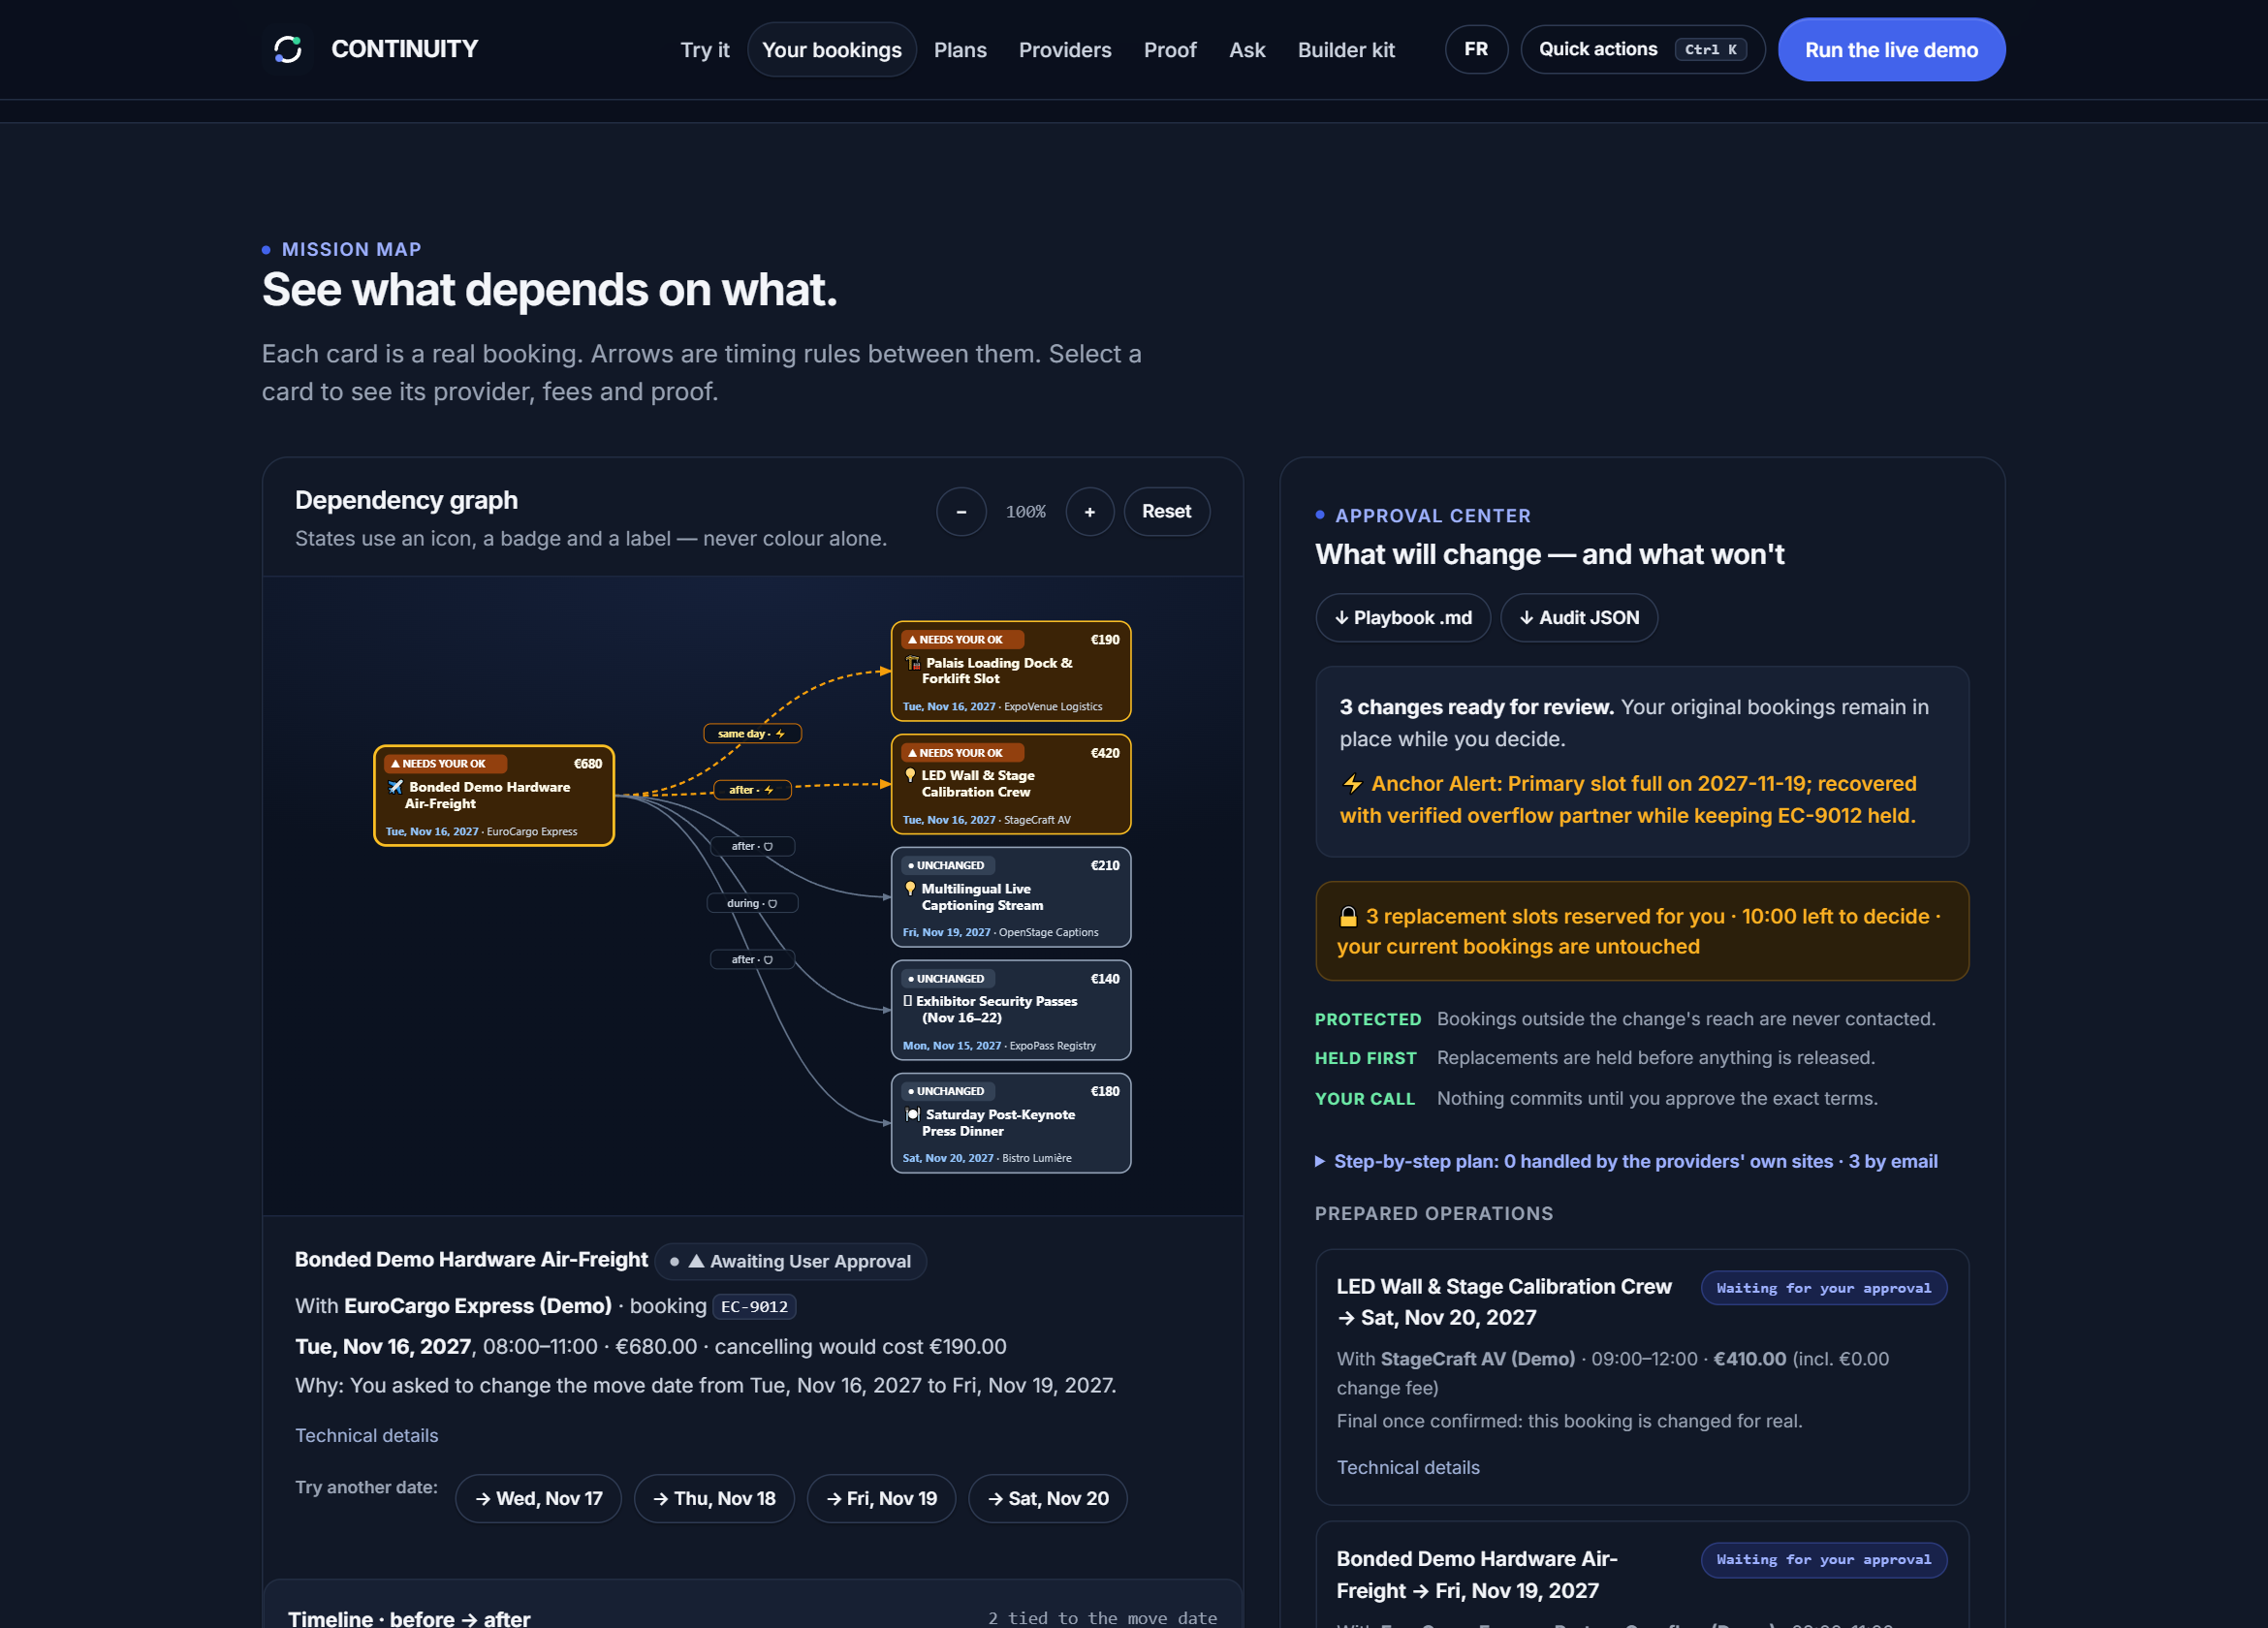 CONTINUITY
Try it
Your bookings
Plans
Providers
Proof
Ask
Builder kit
FR
Quick actions Ctrl K
Run the live demo
MISSION MAP
See what depends on what.
Each card is a real booking. Arrows are timing rules between them. Select a
card to see its provider, fees and proof.
Dependency graph
States use an icon, a badge and a label — never colour alone.
−
100%
+
Reset
▲ NEEDS YOUR OK €680
Bonded Demo Hardware
Air-Freight
Tue, Nov 16, 2027 · EuroCargo Express
same day · ⚡
after · ⚡
after ·
during ·
after ·
▲ NEEDS YOUR OK €190
Palais Loading Dock &
Forklift Slot
Tue, Nov 16, 2027 · ExpoVenue Logistics
▲ NEEDS YOUR OK €420
LED Wall & Stage
Calibration Crew
Tue, Nov 16, 2027 · StageCraft AV
● UNCHANGED €210
Multilingual Live
Captioning Stream
Fri, Nov 19, 2027 · OpenStage Captions
● UNCHANGED €140
Exhibitor Security Passes
(Nov 16–22)
Mon, Nov 15, 2027 · ExpoPass Registry
● UNCHANGED €180
Saturday Post-Keynote
Press Dinner
Sat, Nov 20, 2027 · Bistro Lumière
Bonded Demo Hardware Air-Freight ● ▲ Awaiting User Approval
With EuroCargo Express (Demo) · booking EC-9012
Tue, Nov 16, 2027, 08:00–11:00 · €680.00 · cancelling would cost €190.00
Why: You asked to change the move date from Tue, Nov 16, 2027 to Fri, Nov 19, 2027.
Technical details
Try another date:
→ Wed, Nov 17
→ Thu, Nov 18
→ Fri, Nov 19
→ Sat, Nov 20
Timeline · before → after
2 tied to the move date
APPROVAL CENTER
What will change — and what won't
↓ Playbook .md
↓ Audit JSON
3 changes ready for review. Your original bookings remain in
place while you decide.
⚡ Anchor Alert: Primary slot full on 2027-11-19; recovered
with verified overflow partner while keeping EC-9012 held.
🔒 3 replacement slots reserved for you · 10:00 left to decide ·
your current bookings are untouched
PROTECTED Bookings outside the change's reach are never contacted.
HELD FIRST Replacements are held before anything is released.
YOUR CALL Nothing commits until you approve the exact terms.
▶ Step-by-step plan: 0 handled by the providers' own sites · 3 by email
PREPARED OPERATIONS
LED Wall & Stage Calibration Crew
→ Sat, Nov 20, 2027
Waiting for your approval
With StageCraft AV (Demo) · 09:00–12:00 · €410.00 (incl. €0.00
change fee)
Final once confirmed: this booking is changed for real.
Technical details
Bonded Demo Hardware Air-
Freight → Fri, Nov 19, 2027
Waiting for your approval